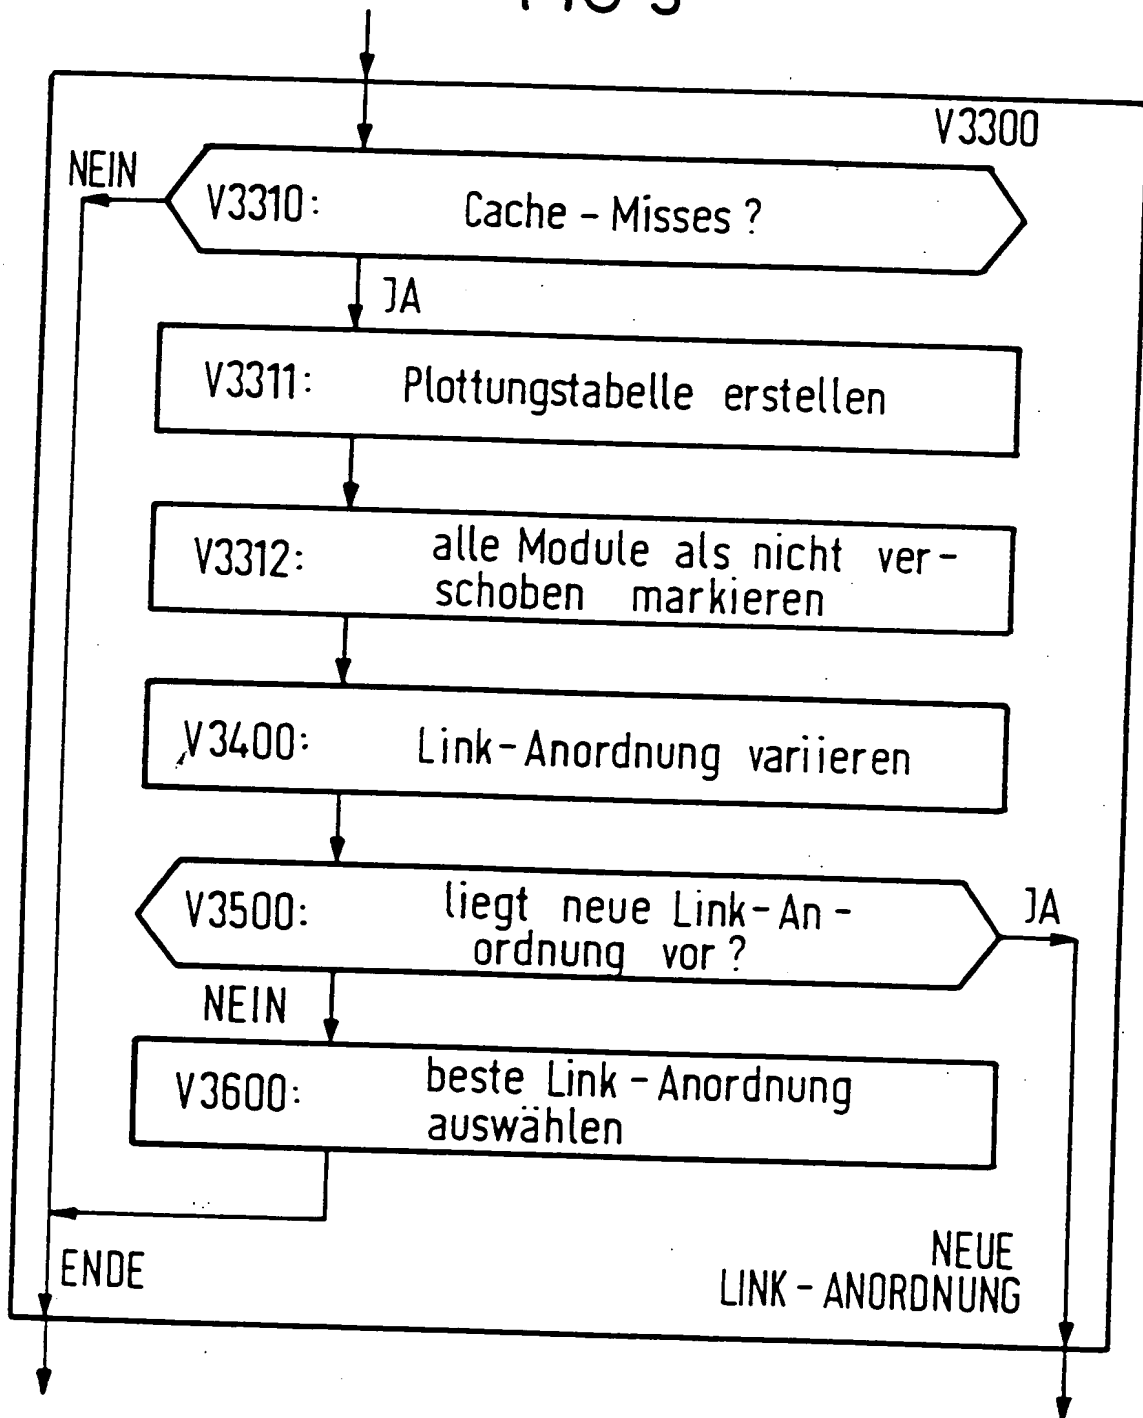 V3300
NEIN
V3310: Cache - Misses ?
JA
V3311: Plottungstabelle erstellen
V3312: alle Module als nicht ver-
schoben markieren
V3400: Link-Anordnung variieren
V3500: liegt neue Link-An-
ordnung vor ?
JA
NEIN
V3600: beste Link-Anordnung
auswählen
ENDE
NEUE
LINK-ANORDNUNG